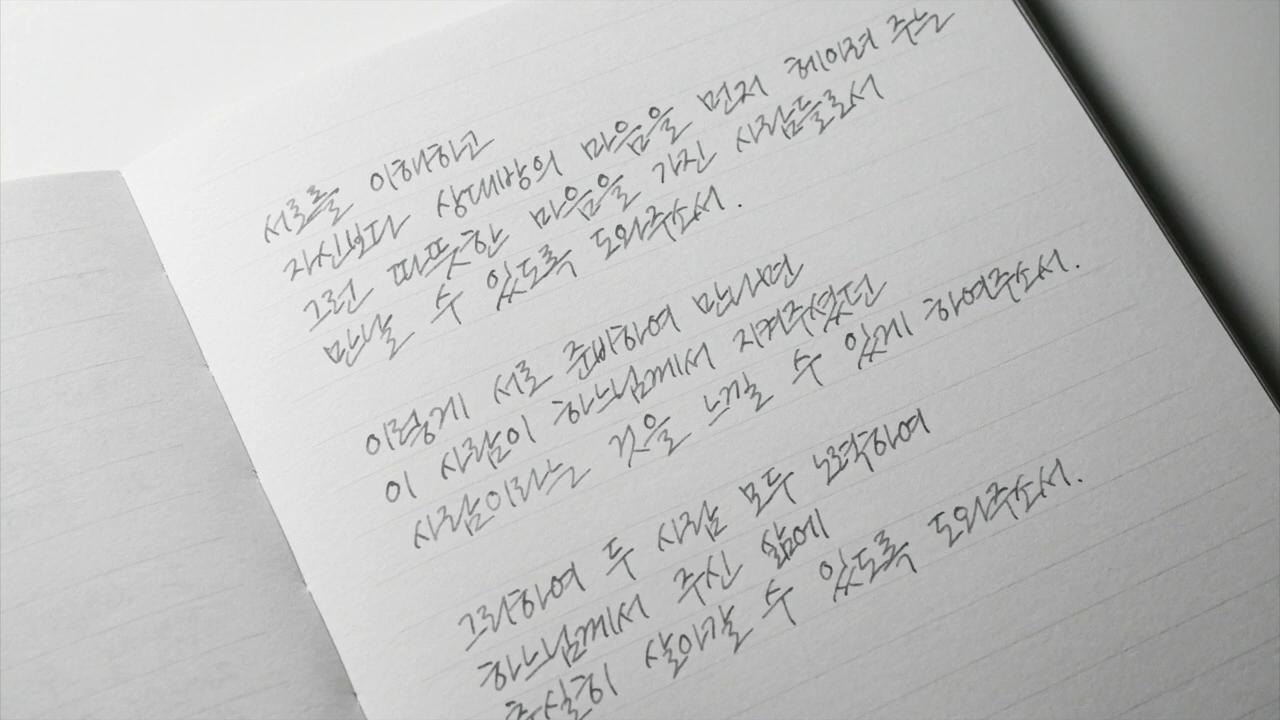 서로를 이해하고
자신보다 상대방의 마음을 먼저 헤아려 주는
그런 따뜻한 마음을 가진 사람들로서
만날 수 있도록 도와주소서.
이렇게 서로 준비하여 만나면
이 사람이 하느님께서 지켜주셨던
사람이라는 것을 느낄 수 있게 하여주소서.
그리하여 두 사람 모두 노력하여
하느님께서 주신 삶에
충실히 살아갈 수 있도록 도와주소서.